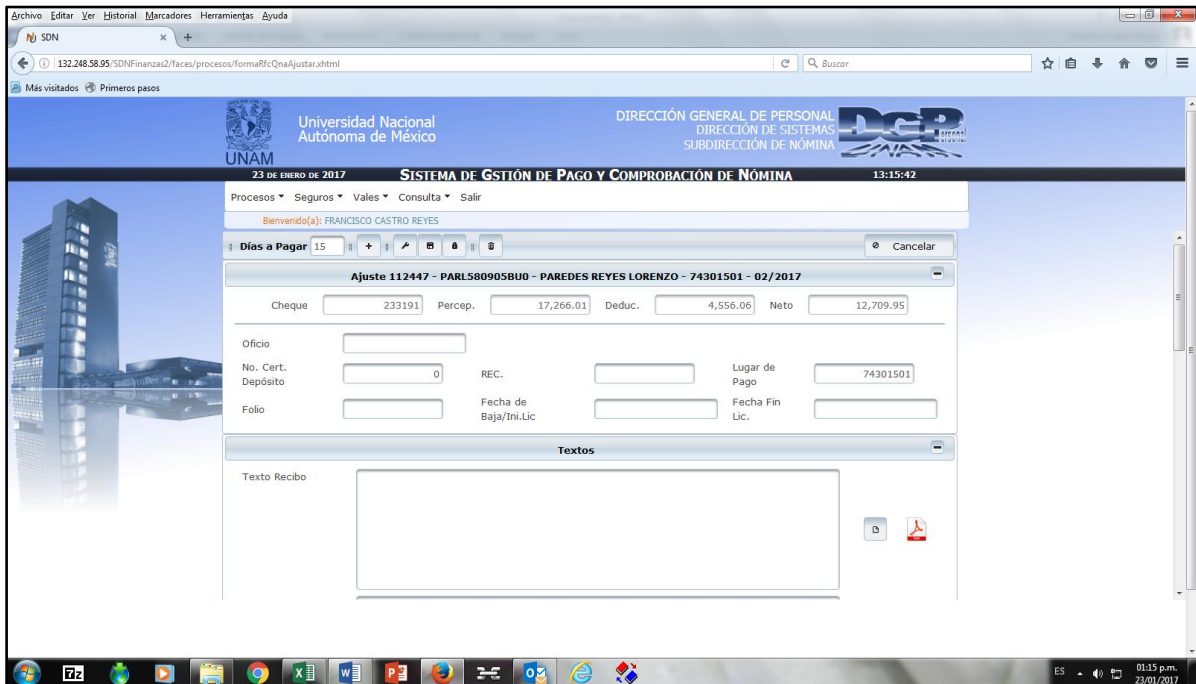 Archivo Editar Ver Historial Marcadores Herramientas Ayuda
SDN
132.248.58.95/SDNFinanzas2/faces/procesos/formaRfcQnaAjustar.xhtml
Buscar
Más visitados Primeros pasos
UNAM
Universidad Nacional
Autónoma de México
DIRECCIÓN GENERAL DE PERSONAL
DIRECCIÓN DE SISTEMAS
SUBDIRECCIÓN DE NÓMINA
DGP
Personal
UNAM
23 DE ENERO DE 2017 SISTEMA DE GSTIÓN DE PAGO Y COMPROBACIÓN DE NÓMINA 13:15:42
Procesos Seguros Vales Consulta Salir
Bienvenido(a): FRANCISCO CASTRO REYES
Días a Pagar 15 Cancelar
Ajuste 112447 - PARL580905BU0 - PAREDES REYES LORENZO - 74301501 - 02/2017
Cheque 233191 Percep. 17,266.01 Deduc. 4,556.06 Neto 12,709.95
Oficio
No. Cert. Depósito 0 REC. Lugar de Pago 74301501
Folio Fecha de Baja/Ini.Lic Fecha Fin Lic.
Textos
Texto Recibo
PDF
7z
ES 01:15 p.m.
23/01/2017